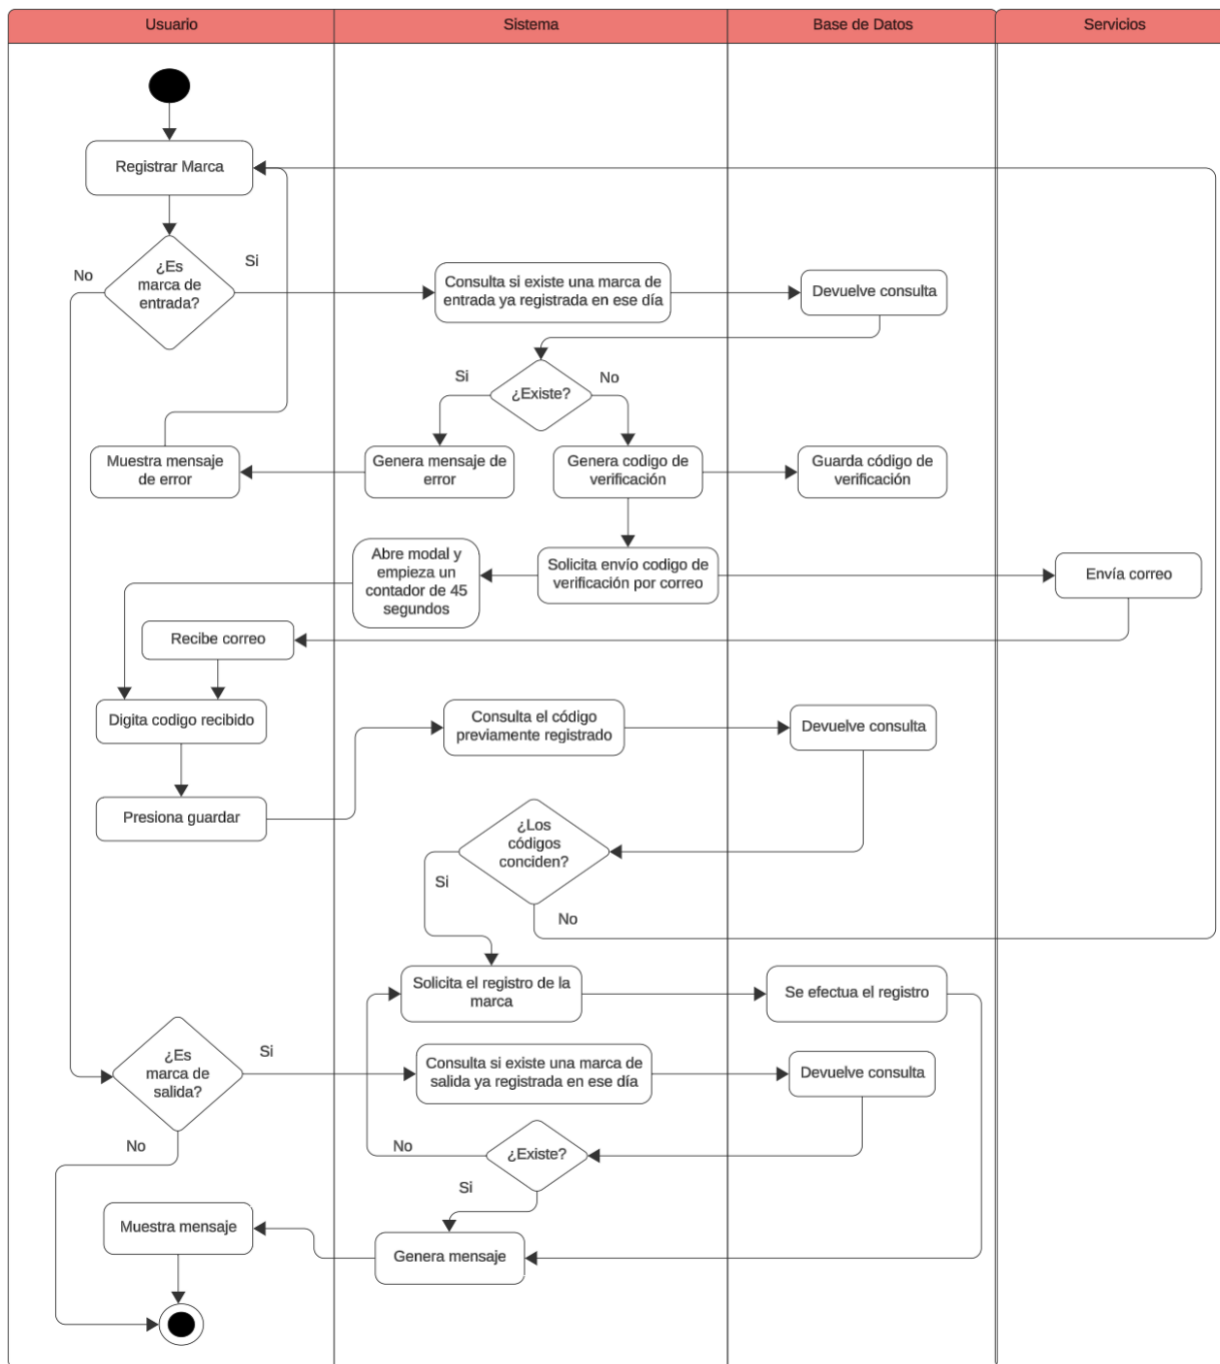 Usuario
Sistema
Base de Datos
Servicios
Registrar Marca
¿Es
marca de
entrada?
No
Si
Consulta si existe una marca de
entrada ya registrada en ese día
Devuelve consulta
¿Existe?
Si
No
Muestra mensaje
de error
Genera mensaje de
error
Genera codigo de
verificación
Guarda código de
verificación
Abre modal y
empieza un
contador de 45
segundos
Solicita envío codigo de
verificación por correo
Envía correo
Recibe correo
Digita codigo recibido
Consulta el código
previamente registrado
Devuelve consulta
Presiona guardar
¿Los
códigos
conciden?
Si
No
Solicita el registro de la
marca
Se efectua el registro
¿Es
marca de
salida?
Si
No
Consulta si existe una marca de
salida ya registrada en ese día
Devuelve consulta
¿Existe?
No
Si
Muestra mensaje
Genera mensaje